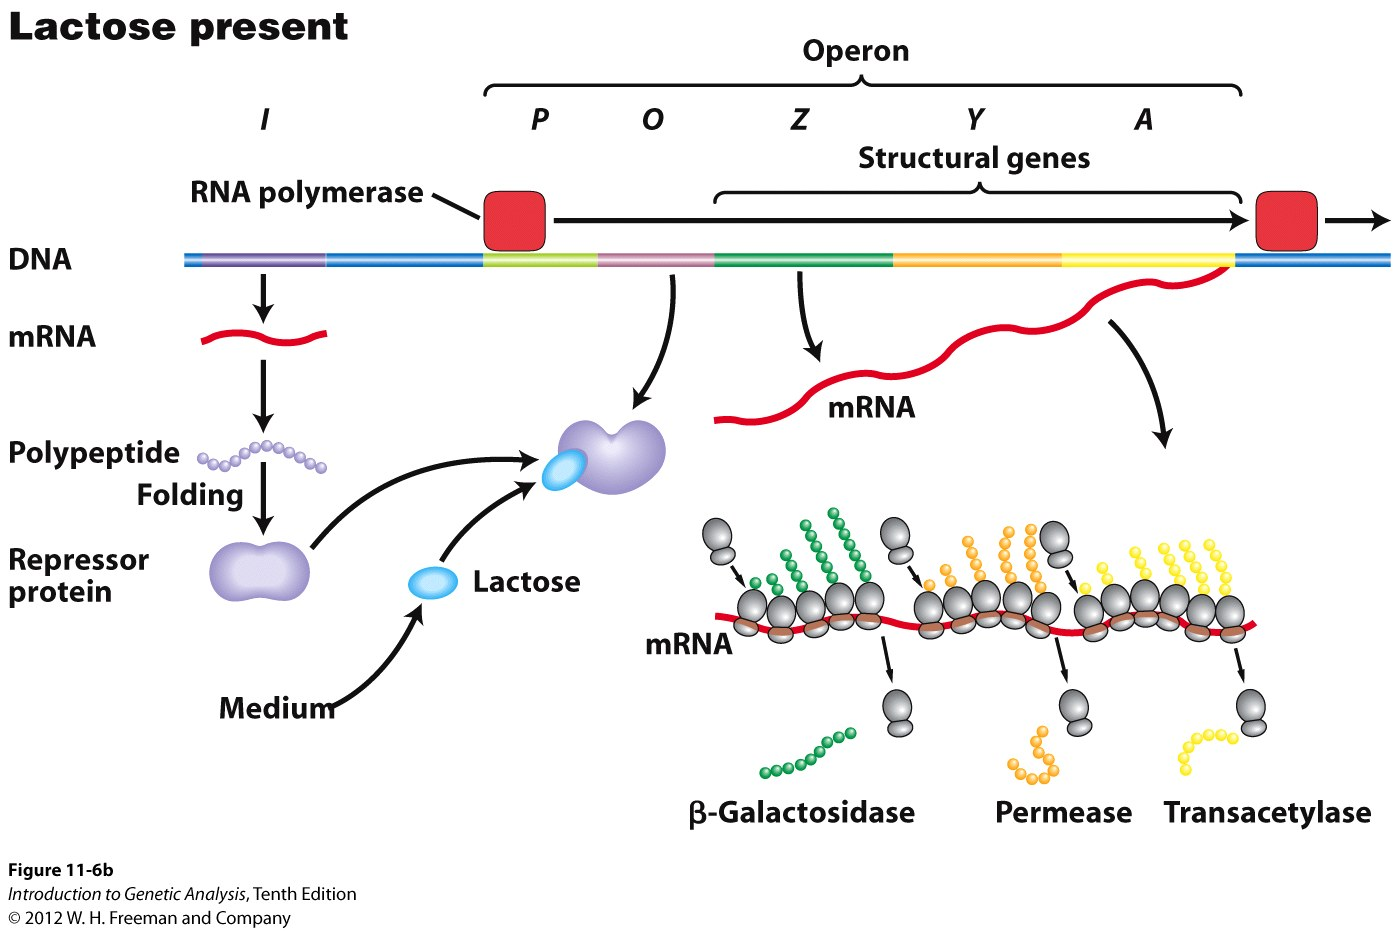 Lactose present
Operon
I
P
O
Z
Y
A
Structural genes
RNA polymerase
DNA
mRNA
mRNA
Polypeptide
Folding
Repressor
protein
Lactose
mRNA
Medium
β-Galactosidase
Permease
Transacetylase
Figure 11-6b
Introduction to Genetic Analysis, Tenth Edition
© 2012 W. H. Freeman and Company